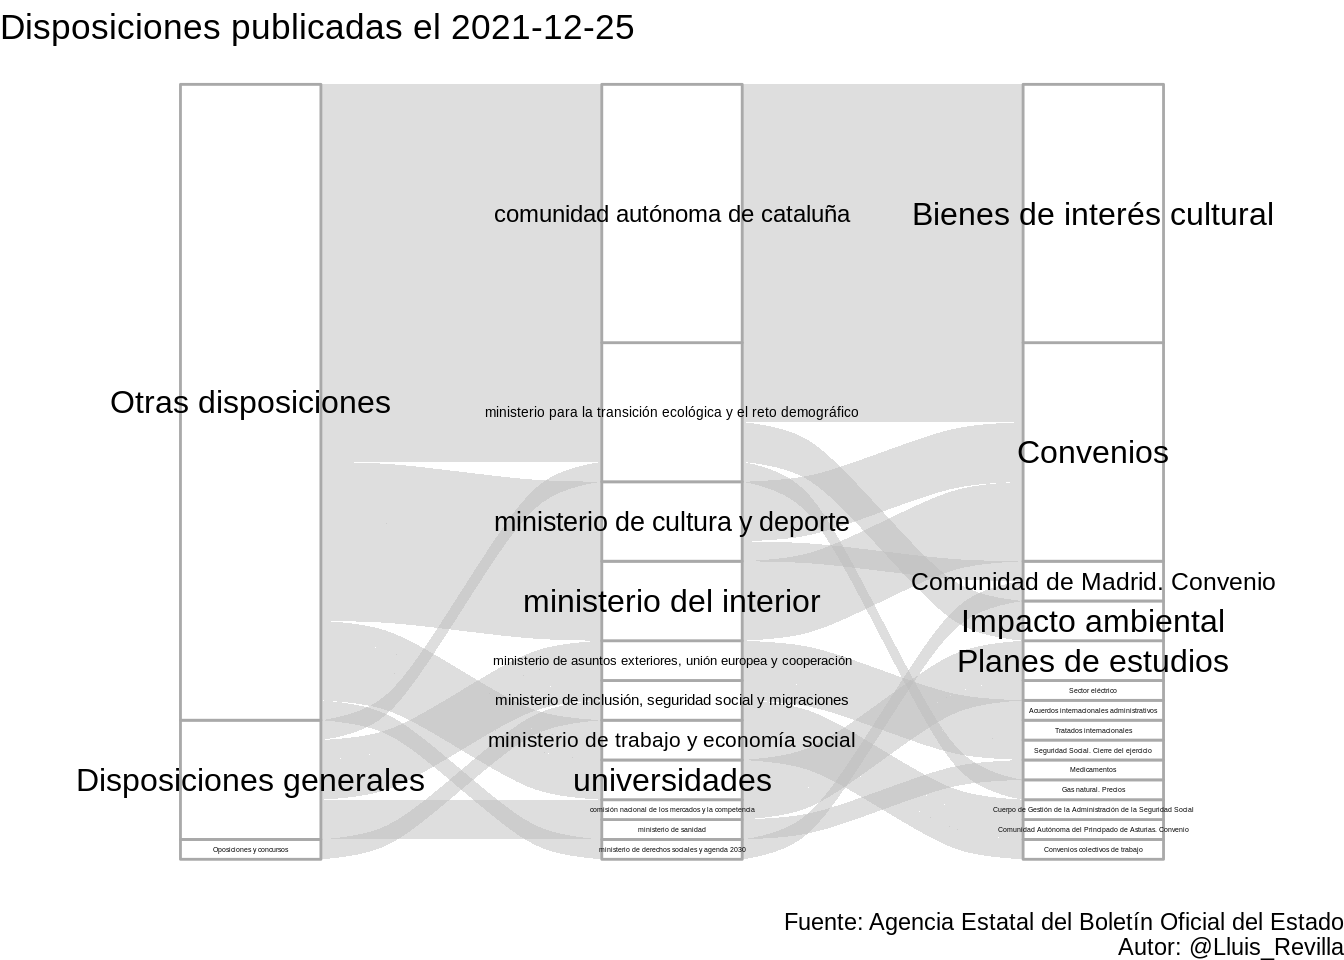 Disposiciones publicadas el 2021-12-25
Otras disposiciones
Disposiciones generales
Oposiciones y concursos
comunidad autónoma de cataluña
ministerio para la transición ecológica y el reto demográfico
ministerio de cultura y deporte
ministerio del interior
ministerio de asuntos exteriores, unión europea y cooperación
ministerio de inclusión, seguridad social y migraciones
ministerio de trabajo y economía social
universidades
comisión nacional de los mercados y la competencia
ministerio de sanidad
ministerio de derechos sociales y agenda 2030
Bienes de interés cultural
Convenios
Comunidad de Madrid. Convenio
Impacto ambiental
Planes de estudios
Sector eléctrico
Acuerdos internacionales administrativos
Tratados internacionales
Seguridad Social. Cierre del ejercicio
Medicamentos
Gas natural. Precios
Cuerpo de Gestión de la Administración de la Seguridad Social
Comunidad Autónoma del Principado de Asturias. Convenio
Convenios colectivos de trabajo
Fuente: Agencia Estatal del Boletín Oficial del Estado
Autor: @Lluis_Revilla